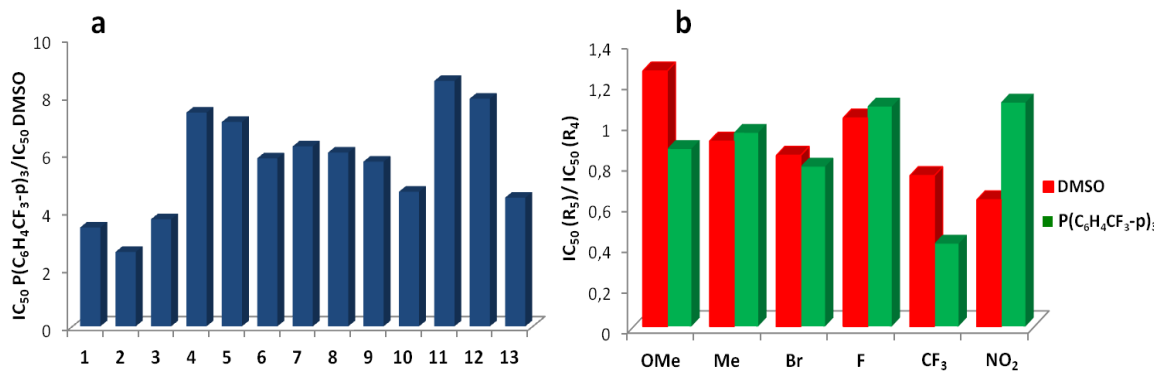 a
IC₅₀ P(C₆H₄CF₃-p)₃/IC₅₀ DMSO
10
8
6
4
2
0
1 2 3 4 5 6 7 8 9 10 11 12 13
b
IC₅₀ (R₅)/ IC₅₀ (R₄)
1,4
1,2
1
0,8
0,6
0,4
0,2
0
OMe Me Br F CF₃ NO₂
DMSO
P(C₆H₄CF₃-p)₃